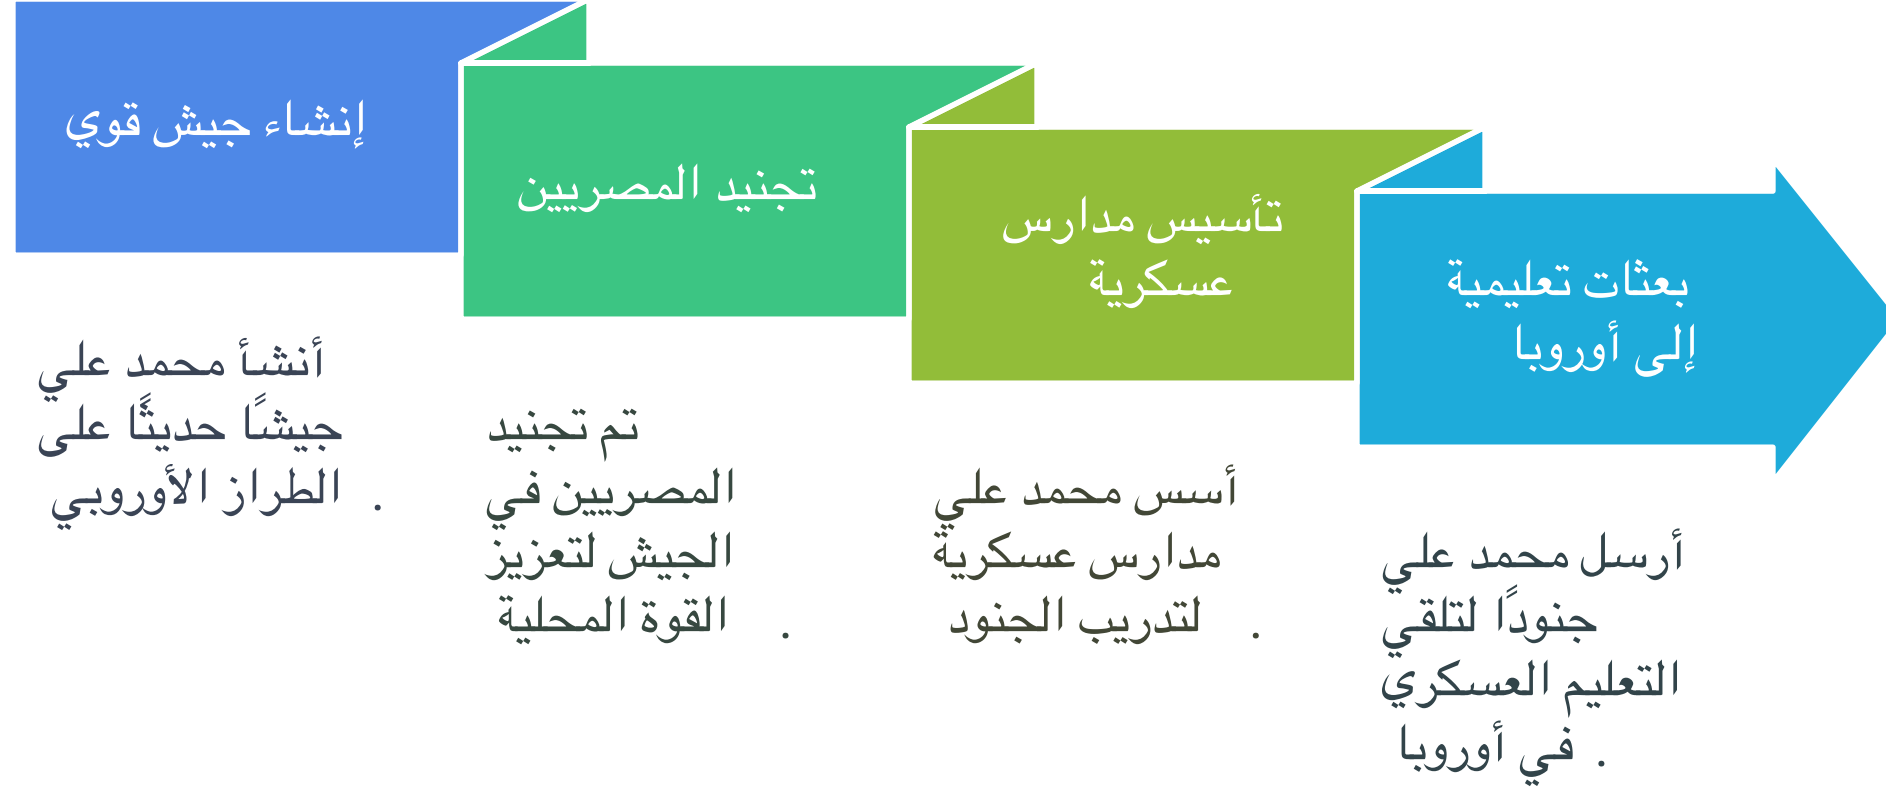 إنشاء جيش قوي
أنشأ محمد علي
جيشًا حديثًا على
الطراز الأوروبي .
تجنيد المصريين
تم تجنيد
المصريين في
الجيش لتعزيز
القوة المحلية .
تأسيس مدارس
عسكرية
أسس محمد علي
مدارس عسكرية
لتدريب الجنود .
بعثات تعليمية
إلى أوروبا
أرسل محمد علي
جنودًا لتلقي
التعليم العسكري
في أوروبا .